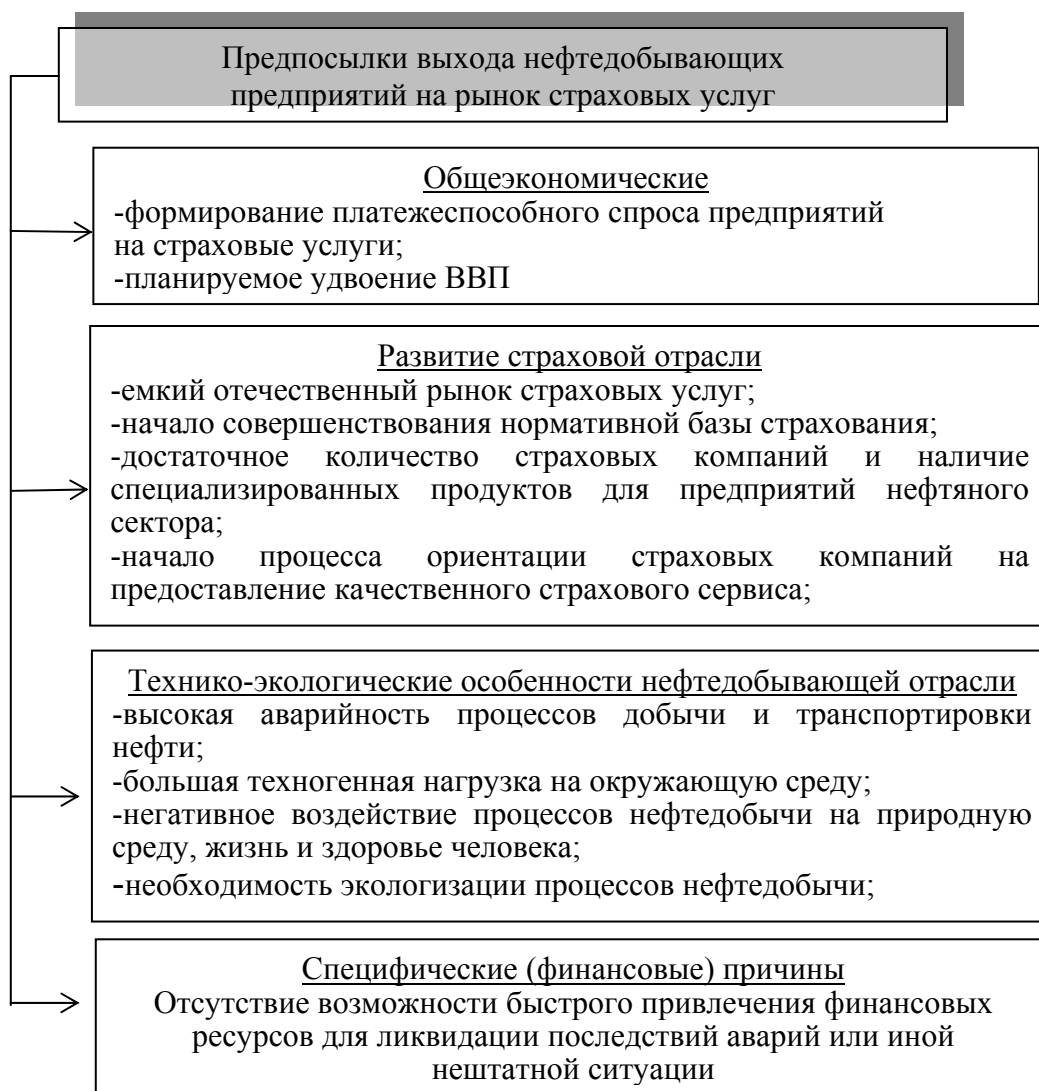 Предпосылки выхода нефтедобывающих
предприятий на рынок страховых услуг
Общеэкономические
-формирование платежеспособного спроса предприятий
на страховые услуги;
-планируемое удвоение ВВП
Развитие страховой отрасли
-емкий отечественный рынок страховых услуг;
-начало совершенствования нормативной базы страхования;
-достаточное количество страховых компаний и наличие
специализированных продуктов для предприятий нефтяного
сектора;
-начало процесса ориентации страховых компаний на
предоставление качественного страхового сервиса;
Технико-экологические особенности нефтедобывающей отрасли
-высокая аварийность процессов добычи и транспортировки
нефти;
-большая техногенная нагрузка на окружающую среду;
-негативное воздействие процессов нефтедобычи на природную
среду, жизнь и здоровье человека;
-необходимость экологизации процессов нефтедобычи;
Специфические (финансовые) причины
Отсутствие возможности быстрого привлечения финансовых
ресурсов для ликвидации последствий аварий или иной
нештатной ситуации